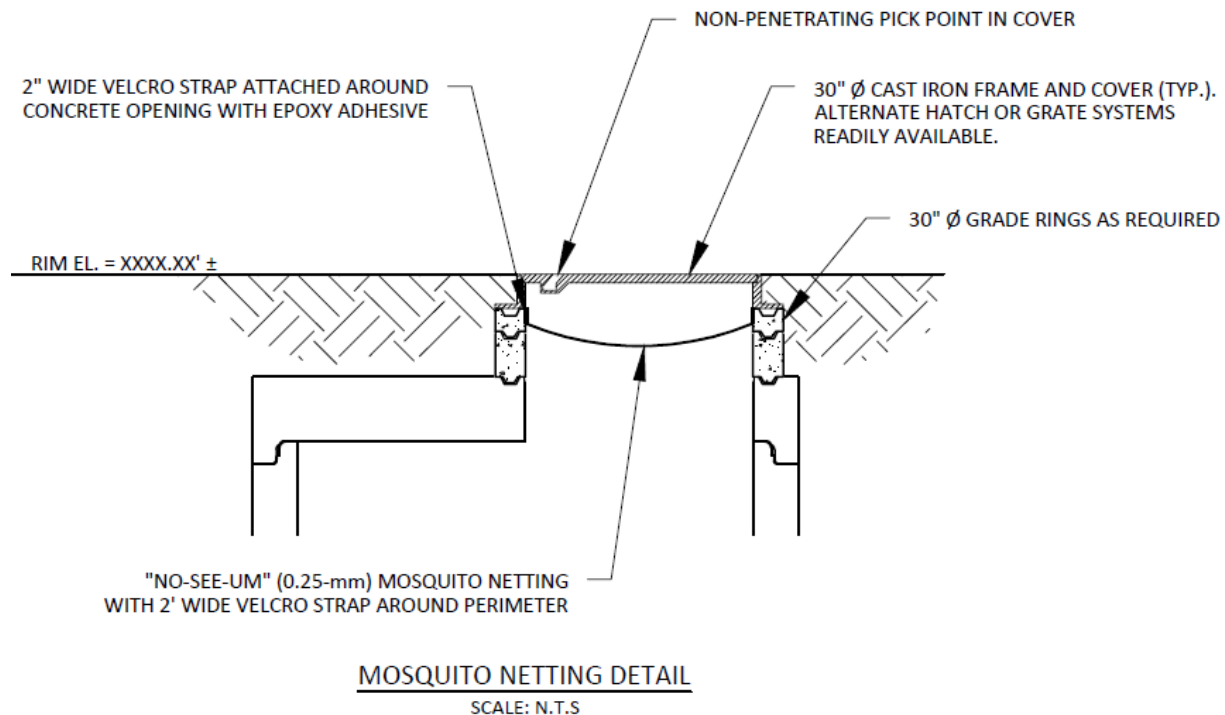 NON-PENETRATING PICK POINT IN COVER
2" WIDE VELCRO STRAP ATTACHED AROUND
CONCRETE OPENING WITH EPOXY ADHESIVE
30" Ø CAST IRON FRAME AND COVER (TYP.).
ALTERNATE HATCH OR GRATE SYSTEMS
READILY AVAILABLE.
30" Ø GRADE RINGS AS REQUIRED
RIM EL. = XXXX.XX' ±
"NO-SEE-UM" (0.25-mm) MOSQUITO NETTING
WITH 2' WIDE VELCRO STRAP AROUND PERIMETER
MOSQUITO NETTING DETAIL
SCALE: N.T.S